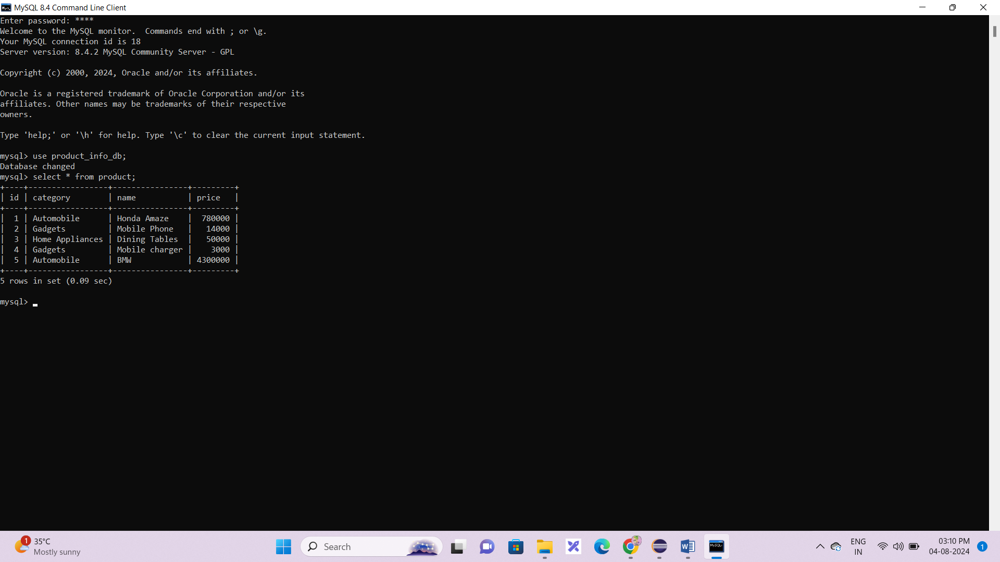 MySQL 8.4 Command Line Client
Enter password: ****
Welcome to the MySQL monitor.  Commands end with ; or \g.
Your MySQL connection id is 18
Server version: 8.4.2 MySQL Community Server - GPL
Copyright (c) 2000, 2024, Oracle and/or its affiliates.
Oracle is a registered trademark of Oracle Corporation and/or its
affiliates. Other names may be trademarks of their respective
owners.
Type 'help;' or '\h' for help. Type '\c' to clear the current input statement.
mysql> use product_info_db;
Database changed
mysql> select * from product;
+----+-----------------+----------------+---------+
| id | category        | name           | price   |
+----+-----------------+----------------+---------+
|  1 | Automobile      | Honda Amaze    |  780000 |
|  2 | Gadgets         | Mobile Phone   |   14000 |
|  3 | Home Appliances | Dining Tables  |   50000 |
|  4 | Gadgets         | Mobile charger |    3000 |
|  5 | Automobile      | BMW            | 4300000 |
+----+-----------------+----------------+---------+
5 rows in set (0.09 sec)
mysql>
1
35°C
Mostly sunny
Search
MySQL
ENG
IN
03:10 PM
04-08-2024
1